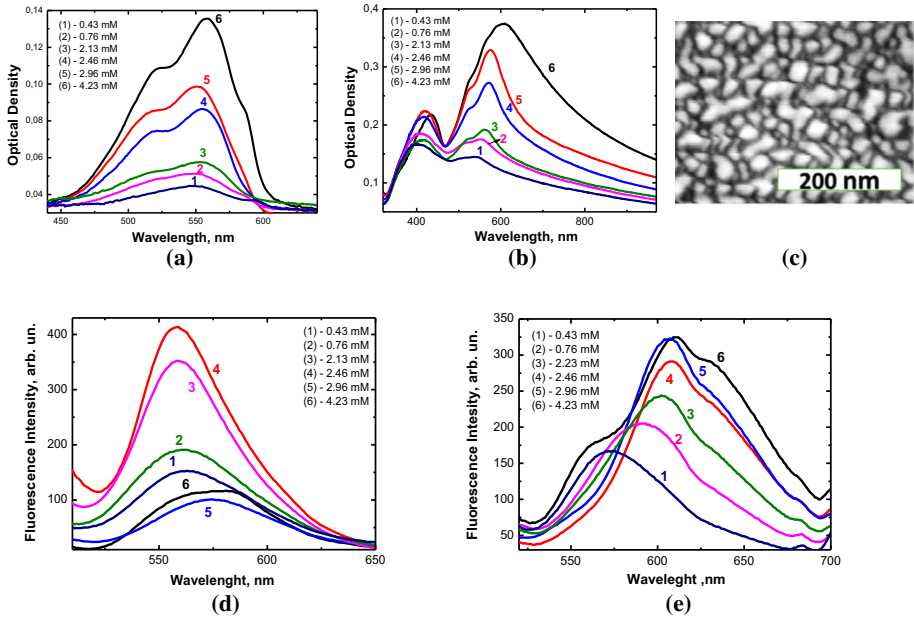 (1) - 0.43 mM
(2) - 0.76 mM
(3) - 2.13 mM
(4) - 2.46 mM
(5) - 2.96 mM
(6) - 4.23 mM
0,14
0,12
0,10
0,08
0,06
0,04
Optical Density
6
5
4
3
2
1
450
500
550
600
Wavelength, nm
(a)
(1) - 0.43 mM
(2) - 0.76 mM
(3) - 2.13 mM
(4) - 2.46 mM
(5) - 2.96 mM
(6) - 4.23 mM
0,4
0,3
0,2
0,1
Optical Density
6
5
4
3
2
1
400
600
800
Wavelength, nm
(b)
200 nm
(c)
(1) - 0.43 mM
(2) - 0.76 mM
(3) - 2.13 mM
(4) - 2.46 mM
(5) - 2.96 mM
(6) - 4.23 mM
400
300
200
100
Fluorescence Intesity, arb. un.
4
3
2
1
6
5
550
600
650
Wavelenght, nm
(d)
(1) - 0.43 mM
(2) - 0.76 mM
(3) - 2.23 mM
(4) - 2.46 mM
(5) - 2.96 mM
(6) - 4.23 mM
350
300
250
200
150
100
50
Fluorescence Intesity, arb. un.
6
5
4
3
2
1
550
600
650
700
Waveleght ,nm
(e)